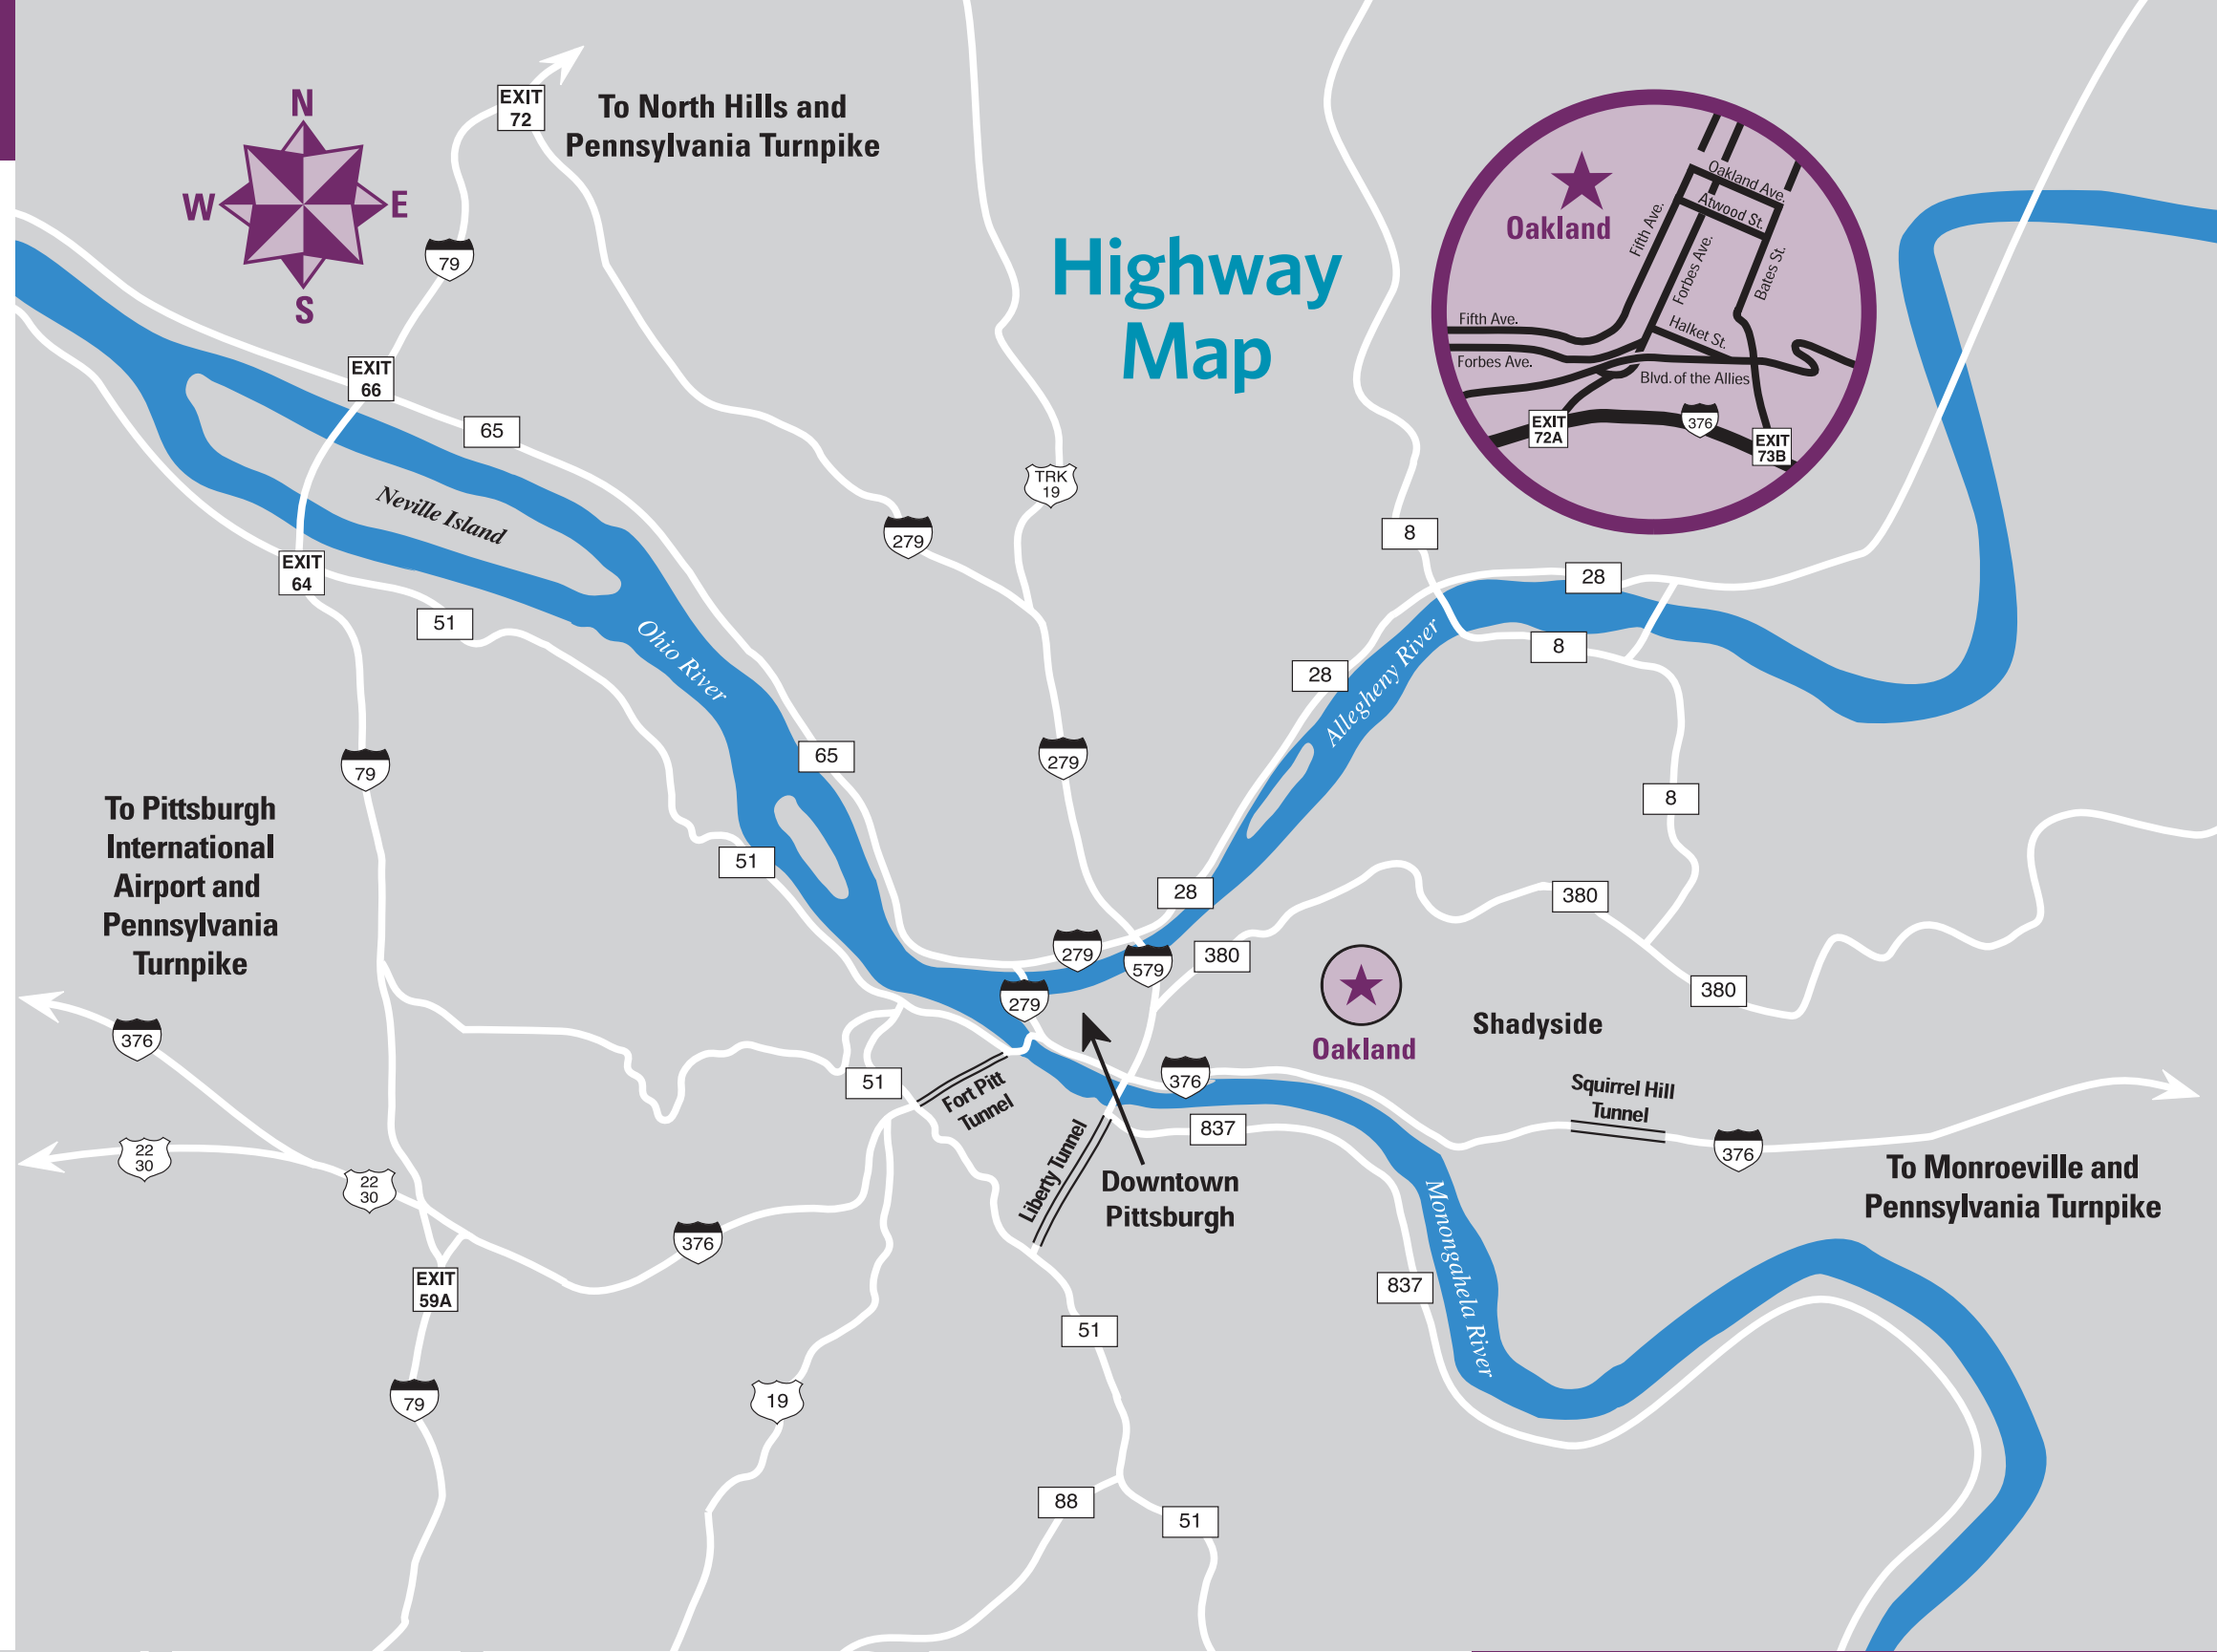 N
W
E
S
EXIT
72
To North Hills and
Pennsylvania Turnpike
79
Highway
Map
Oakland
Oakland Ave.
Atwood St.
Fifth Ave.
Forbes Ave.
Bates St.
Halket St.
Fifth Ave.
Forbes Ave.
Blvd. of the Allies
EXIT
72A
376
EXIT
73B
EXIT
66
65
TRK
19
Neville Island
279
8
EXIT
64
28
51
Ohio River
8
28
Allegheny River
65
279
79
8
To Pittsburgh
International
Airport and
Pennsylvania
Turnpike
51
28
380
279
579
380
279
380
Oakland
Shadyside
376
51
Fort Pitt
Tunnel
376
Squirrel Hill
Tunnel
837
376
22
30
22
30
Liberty Tunnel
Downtown
Pittsburgh
To Monroeville and
Pennsylvania Turnpike
Monongahela River
376
EXIT
59A
837
51
79
19
88
51